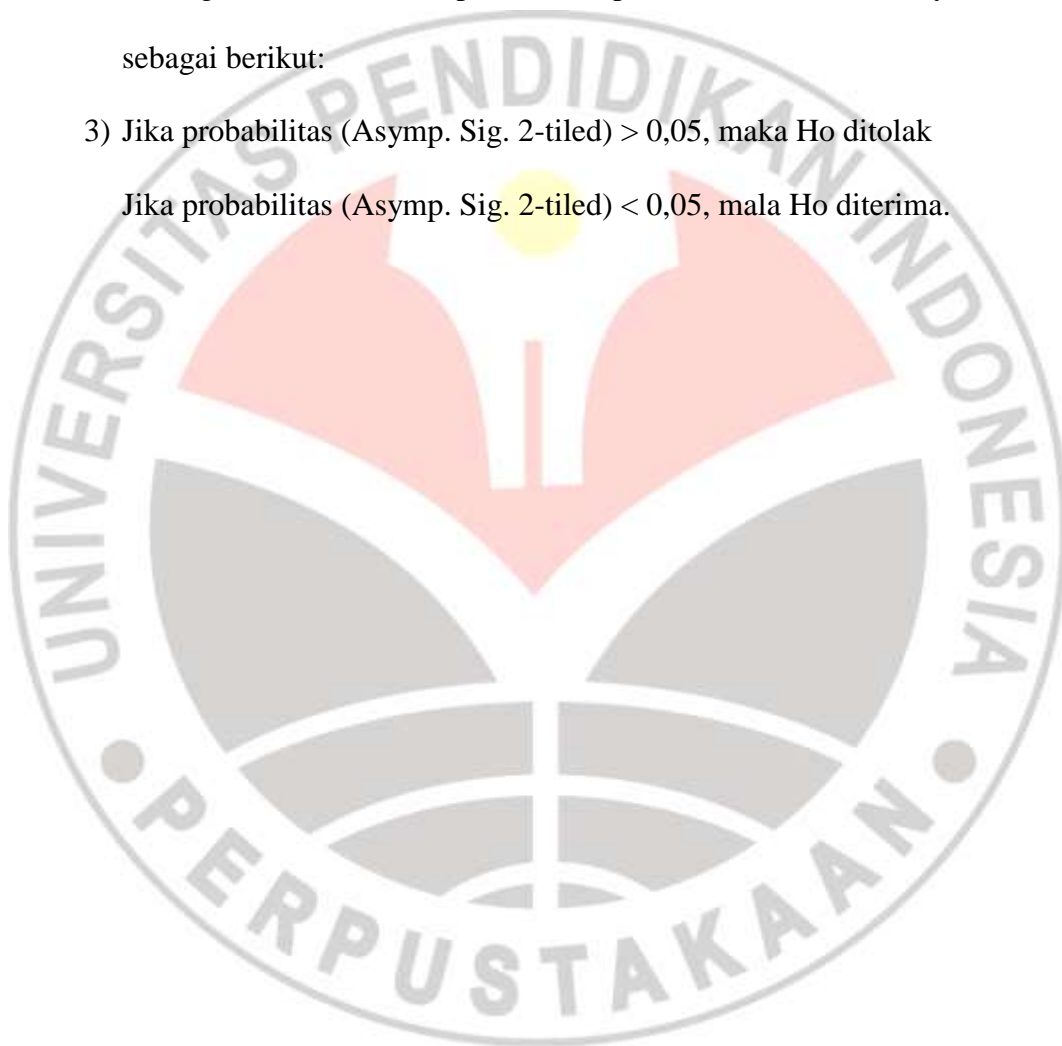 sebagai berikut:
3) Jika probabilitas (Asymp. Sig. 2-tiled) > 0,05, maka Ho ditolak
Jika probabilitas (Asymp. Sig. 2-tiled) < 0,05, mala Ho diterima.
UNIVERSITAS PENDIDIKAN INDONESIA
PERPUSTAKAAN